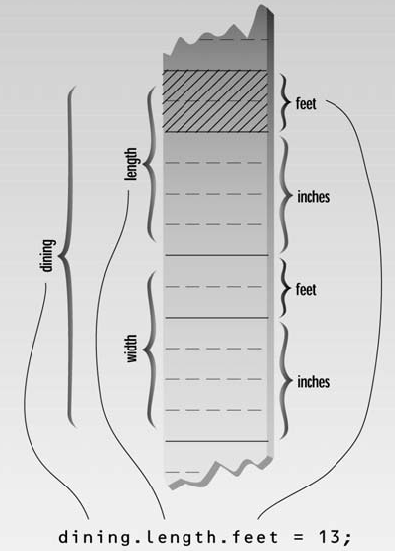 feet
length
inches
dining
feet
width
inches
dining.length.feet = 13;